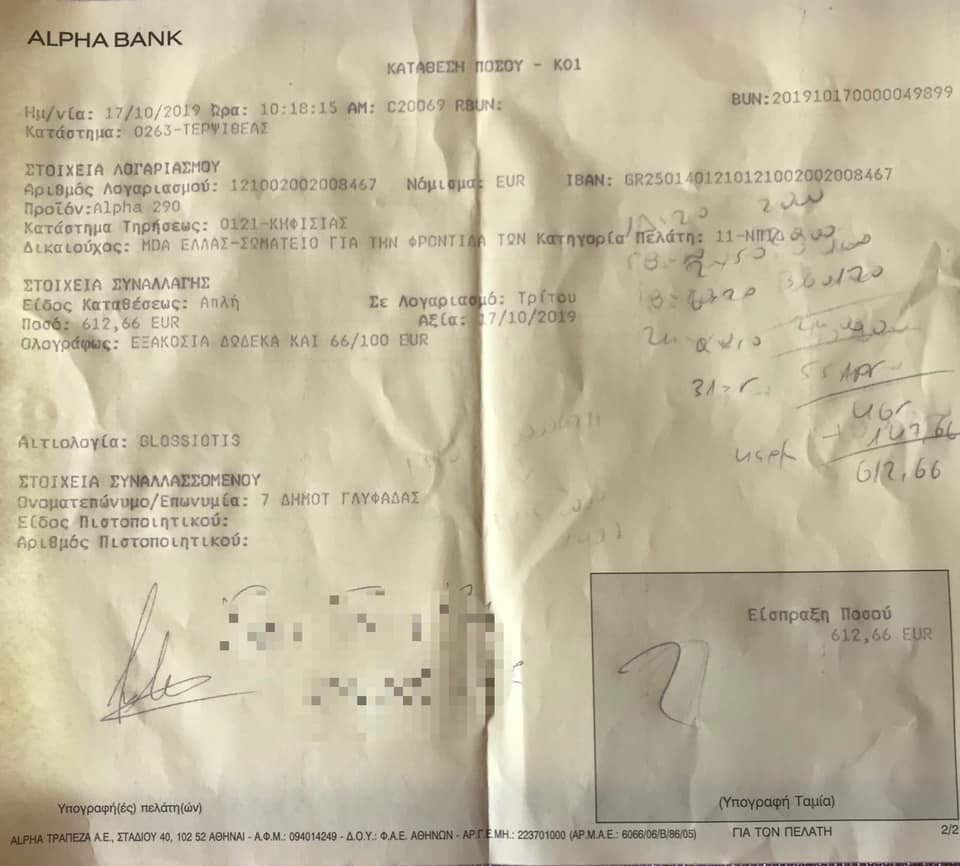 ALPHA BANK
ΚΑΤΑΘΕΣΗ ΠΟΣΟΥ - Κ01
Ημ/νία: 17/10/2019 Ώρα: 10:18:15 ΑΜ: C20069 RBUN: BUN:201910170000049899
Κατάστημα: 0263-ΤΕΡΨΙΘΕΑΣ
ΣΤΟΙΧΕΙΑ ΛΟΓΑΡΙΑΣΜΟΥ
Αριθμός Λογαριασμού: 121002002008467 Νόμισμα: EUR IBAN: GR2501401210121002002008467
Προϊόν:Alpha 290
Κατάστημα Τηρήσεως: 0121-ΚΗΦΙΣΙΑΣ
Δικαιούχος: MDA ΕΛΛΑΣ-ΣΩΜΑΤΕΙΟ ΓΙΑ ΤΗΝ ΦΡΟΝΤΙΔΑ ΤΩΝ Κατηγορία Πελάτη: 11-ΝΠΙΔ
ΣΤΟΙΧΕΙΑ ΣΥΝΑΛΛΑΓΗΣ
Είδος Καταθέσεως: Απλή Σε Λογαριασμό: Τρίτου
Ποσό: 612,66 EUR Αξία: 17/10/2019
Ολογράφως: ΕΞΑΚΟΣΙΑ ΔΩΔΕΚΑ ΚΑΙ 66/100 EUR
147,66
612,66
Αιτιολογία: GLOSSIOTIS
ΣΤΟΙΧΕΙΑ ΣΥΝΑΛΛΑΣΣΟΜΕΝΟΥ
Ονοματεπώνυμο/Επωνυμία: 7 ΔΗΜΟΤ ΓΛΥΦΑΔΑΣ
Είδος Πιστοποιητικού:
Αριθμός Πιστοποιητικού:
Είσπραξη Ποσού
612,66 EUR
Υπογραφή(ές) πελάτη(ών)
(Υπογραφή Ταμία)
ALPHA ΤΡΑΠΕΖΑ Α.Ε., ΣΤΑΔΙΟΥ 40, 102 52 ΑΘΗΝΑΙ - Α.Φ.Μ.: 094014249 - Δ.Ο.Υ.: Φ.Α.Ε. ΑΘΗΝΩΝ - ΑΡ.Γ.Ε.ΜΗ.: 223701000 (ΑΡ.Μ.Α.Ε.: 6066/06/Β/86/05) ΓΙΑ ΤΟΝ ΠΕΛΑΤΗ 2/2